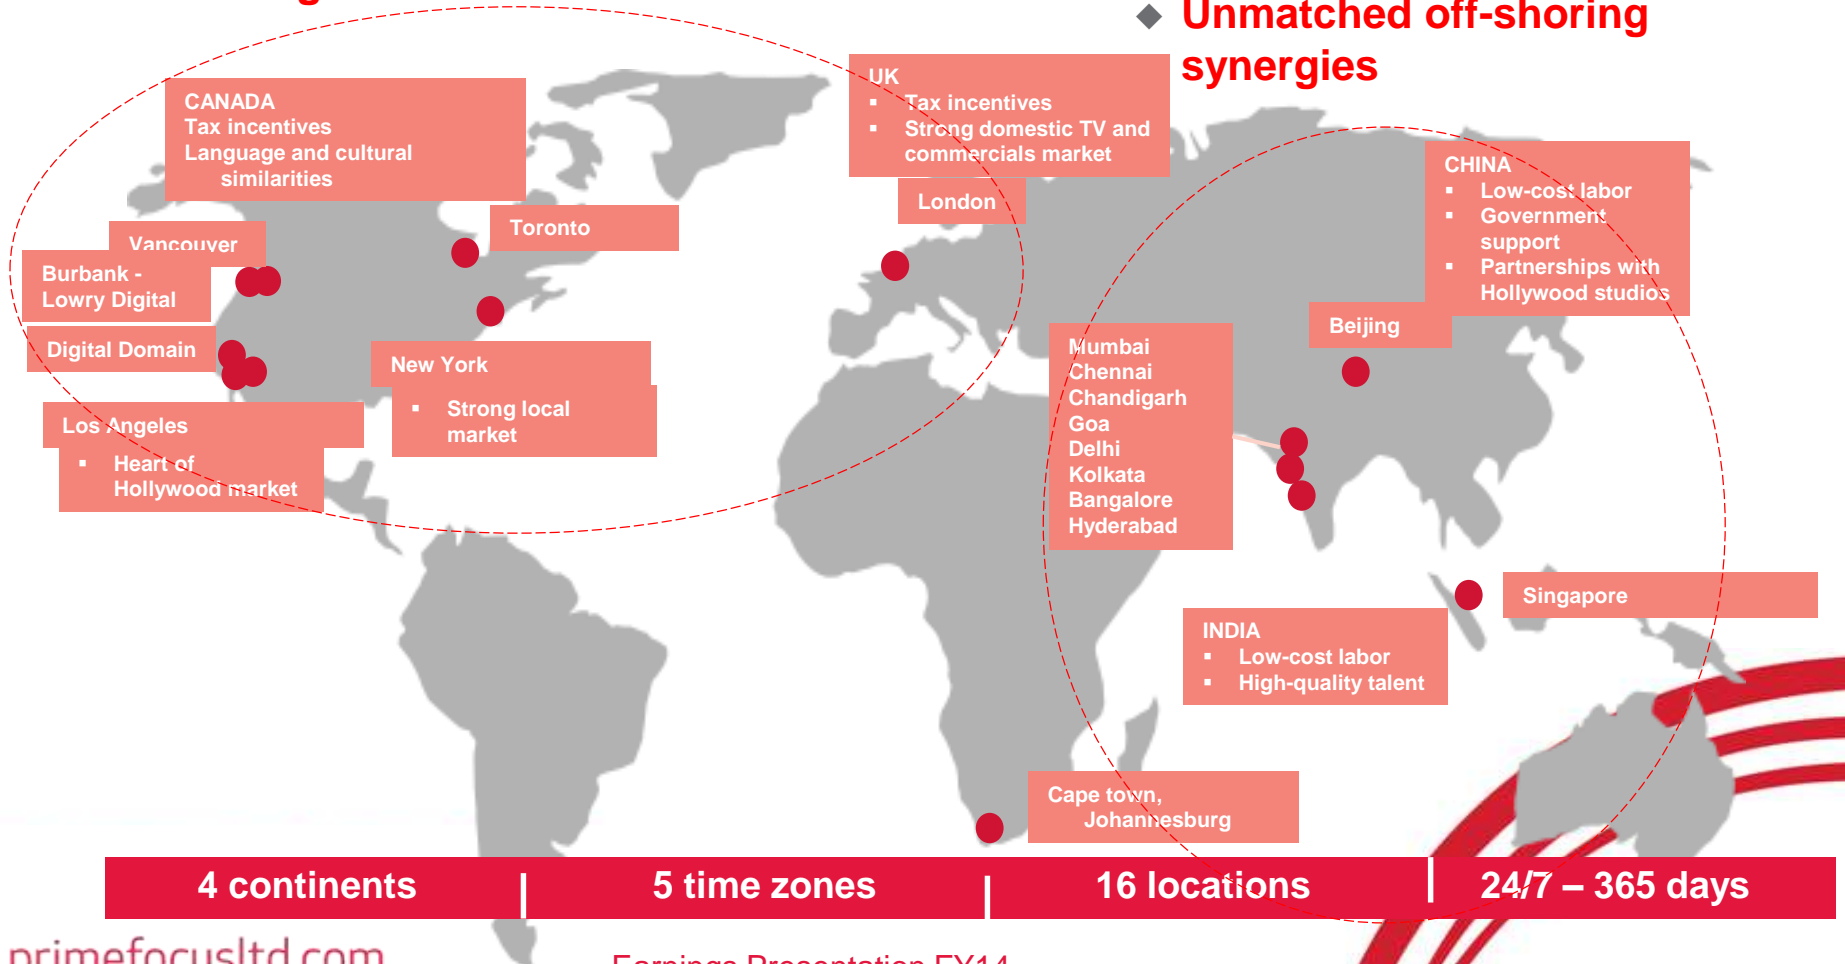 ◆ Unmatched off-shoring
synergies
CANADA
Tax incentives
Language and cultural
similarities
UK
▪ Tax incentives
▪ Strong domestic TV and
commercials market
London
CHINA
▪ Low-cost labor
▪ Government
support
▪ Partnerships with
Hollywood studios
Toronto
Vancouver
Burbank -
Lowry Digital
Digital Domain
New York
▪ Strong local
market
Los Angeles
▪ Heart of
Hollywood market
Beijing
Mumbai
Chennai
Chandigarh
Goa
Delhi
Kolkata
Bangalore
Hyderabad
Singapore
INDIA
▪ Low-cost labor
▪ High-quality talent
Cape town,
Johannesburg
4 continents | 5 time zones | 16 locations | 24/7 – 365 days
primefocusltd.com
Earnings Presentation FY14